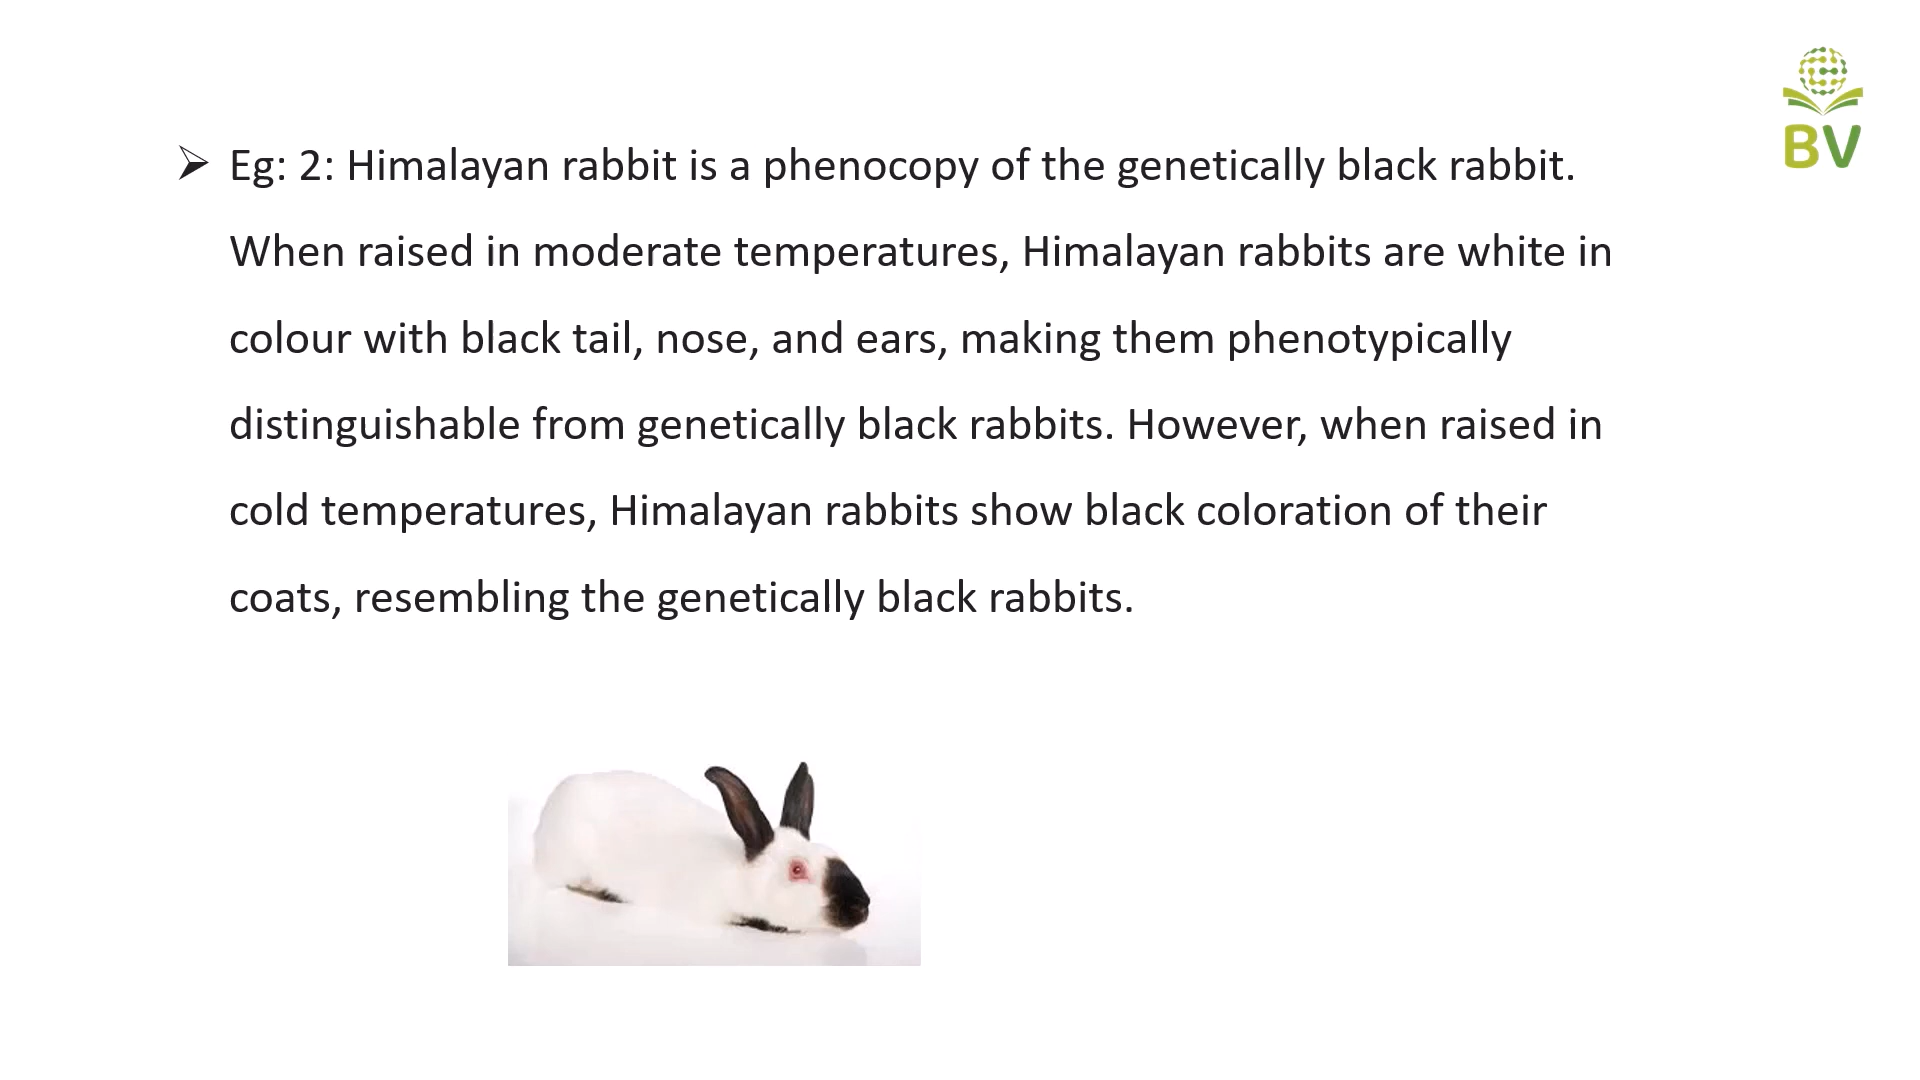 BV
➢ Eg: 2: Himalayan rabbit is a phenocopy of the genetically black rabbit.
When raised in moderate temperatures, Himalayan rabbits are white in
colour with black tail, nose, and ears, making them phenotypically
distinguishable from genetically black rabbits. However, when raised in
cold temperatures, Himalayan rabbits show black coloration of their
coats, resembling the genetically black rabbits.